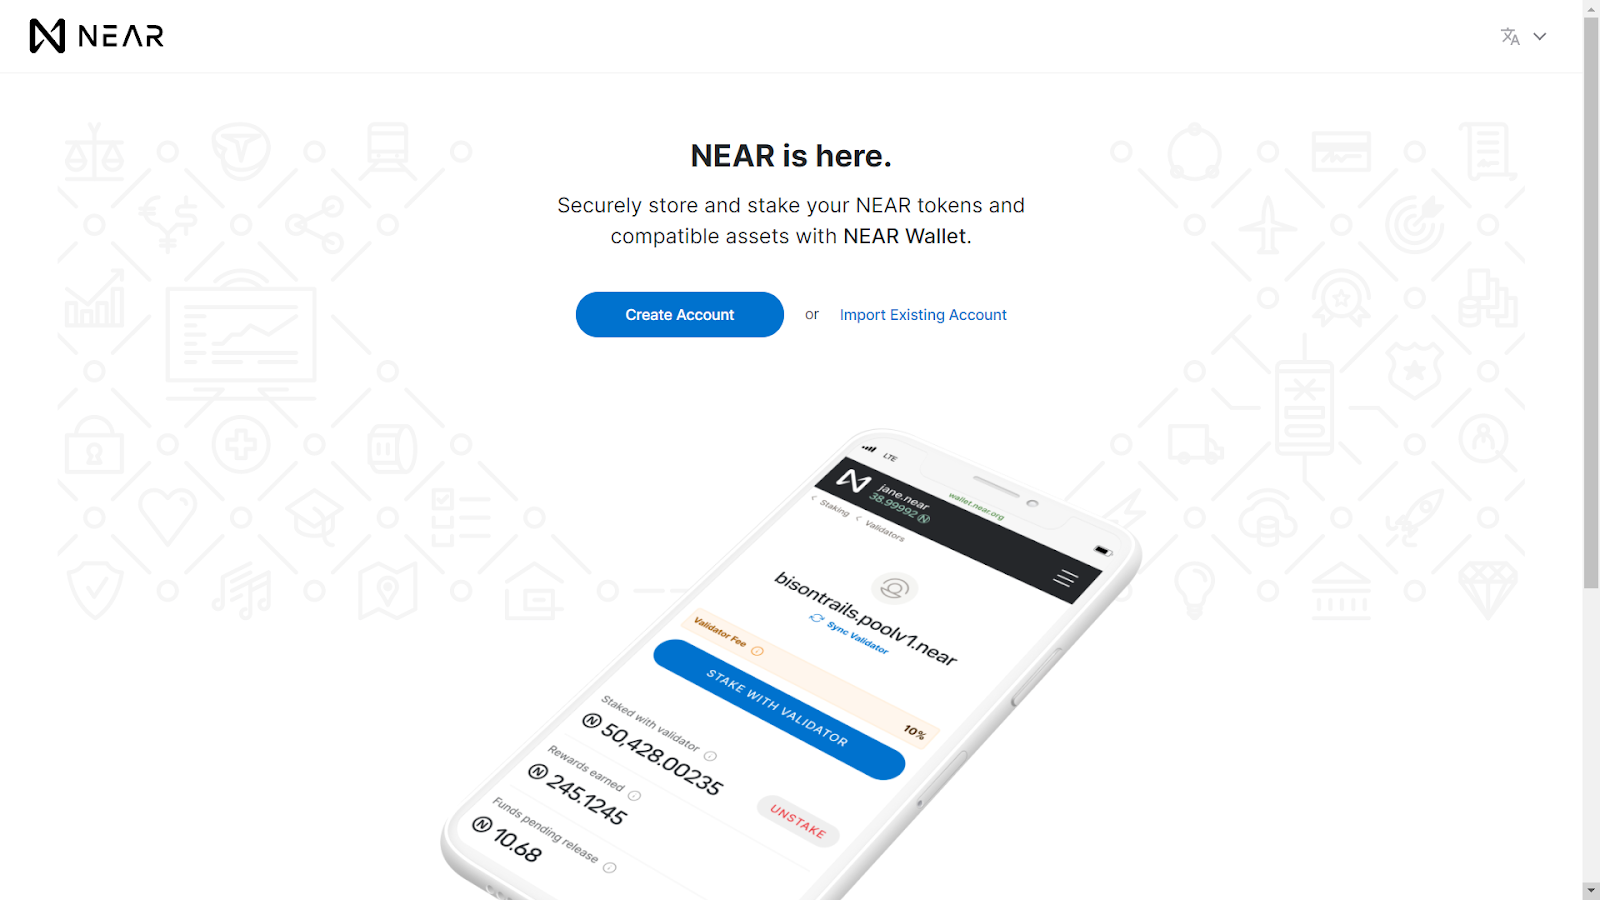 NEAR
NEAR is here.
Securely store and stake your NEAR tokens and
compatible assets with NEAR Wallet.
Create Account
or
Import Existing Account
LTE
wallet.near.org
jane.near
38.99992
< Staking < Validators
bisontrails.poolv1.near
Sync Validator
Validator Fee
10%
STAKE WITH VALIDATOR
Staked with validator
50,428.00235
Rewards earned
245.1245
UNSTAKE
Funds pending release
10.68